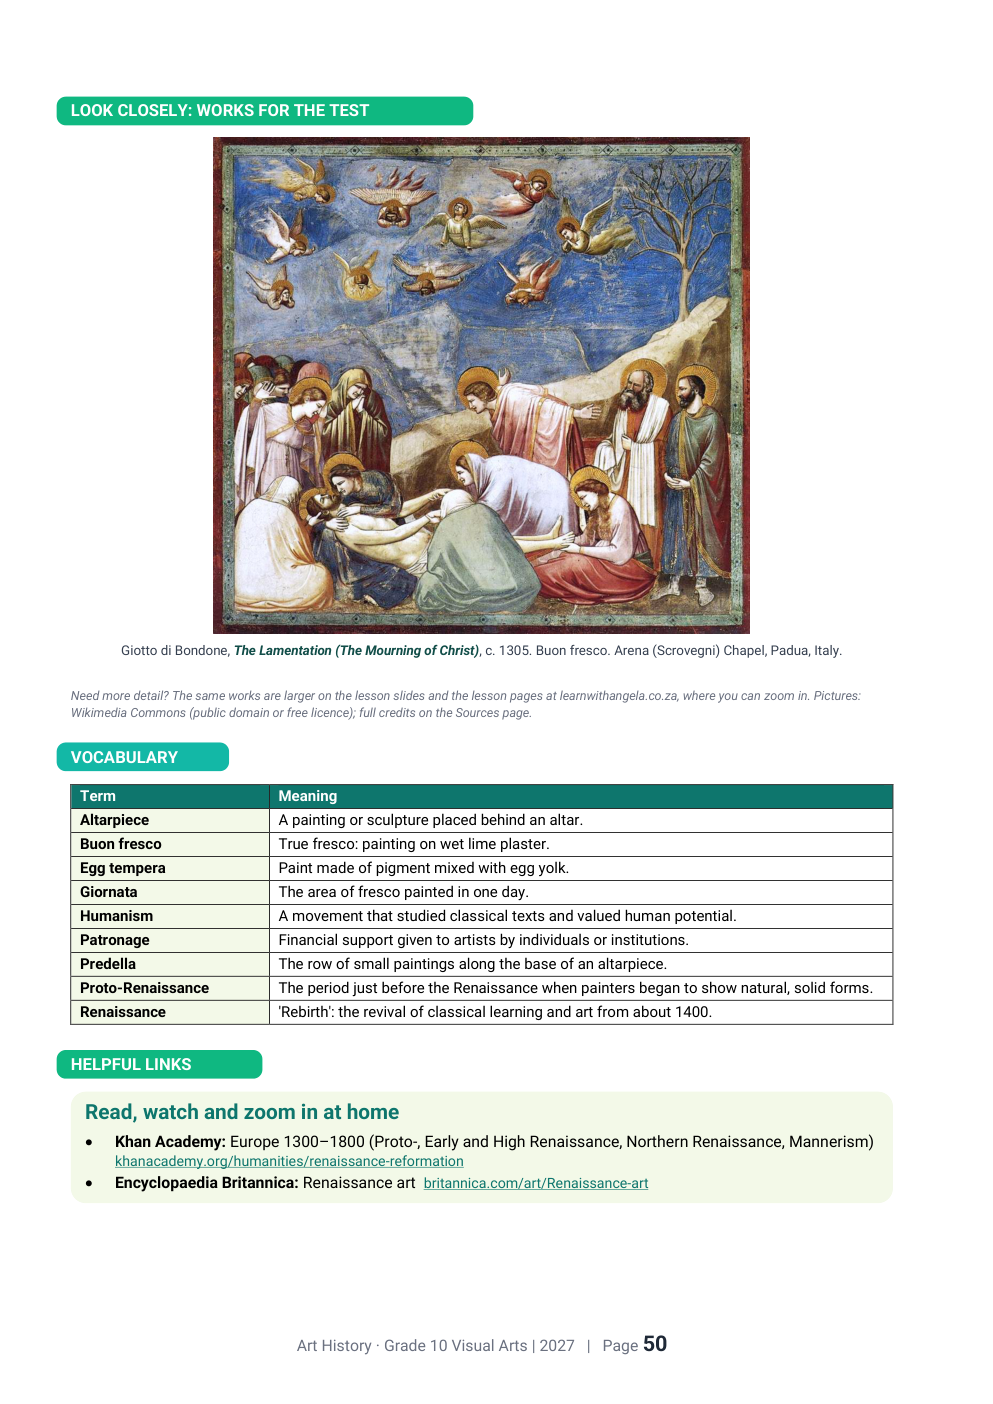 LOOK CLOSELY: WORKS FOR THE TEST
Giotto di Bondone, The Lamentation (The Mourning of Christ), c. 1305. Buon fresco. Arena (Scrovegni) Chapel, Padua, Italy.
Need more detail? The same works are larger on the lesson slides and the lesson pages at learnwithangela.co.za, where you can zoom in. Pictures:
Wikimedia Commons (public domain or free licence); full credits on the Sources page.
VOCABULARY
Term Meaning
Altarpiece A painting or sculpture placed behind an altar.
Buon fresco True fresco: painting on wet lime plaster.
Egg tempera Paint made of pigment mixed with egg yolk.
Giornata The area of fresco painted in one day.
Humanism A movement that studied classical texts and valued human potential.
Patronage Financial support given to artists by individuals or institutions.
Predella The row of small paintings along the base of an altarpiece.
Proto-Renaissance The period just before the Renaissance when painters began to show natural, solid forms.
Renaissance 'Rebirth': the revival of classical learning and art from about 1400.
HELPFUL LINKS
Read, watch and zoom in at home
• Khan Academy: Europe 1300–1800 (Proto-, Early and High Renaissance, Northern Renaissance, Mannerism)
khanacademy.org/humanities/renaissance-reformation
• Encyclopaedia Britannica: Renaissance art britannica.com/art/Renaissance-art
Art History · Grade 10 Visual Arts | 2027 | Page 50